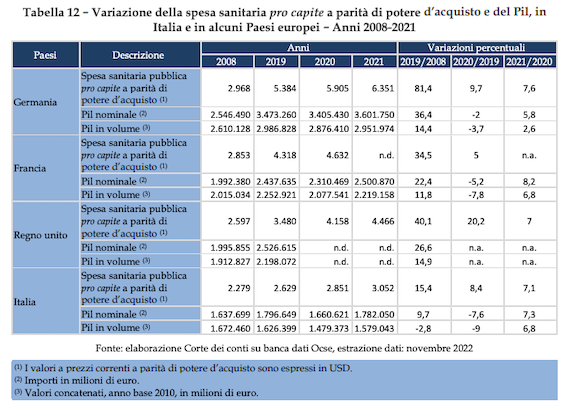 Tabella 12 – Variazione della spesa sanitaria pro capite a parità di potere d'acquisto e del Pil, in
Italia e in alcuni Paesi europei – Anni 2008-2021
Paesi Descrizione Anni Variazioni percentuali
2008 2019 2020 2021 2019/2008 2020/2019 2021/2020
Germania
Spesa sanitaria pubblica
pro capite a parità di
potere d'acquisto (1) 2.968 5.384 5.905 6.351 81,4 9,7 7,6
Pil nominale (2) 2.546.490 3.473.260 3.405.430 3.601.750 36,4 -2 5,8
Pil in volume (3) 2.610.128 2.986.828 2.876.410 2.951.974 14,4 -3,7 2,6
Francia
Spesa sanitaria pubblica
pro capite a parità di
potere d'acquisto (1) 2.853 4.318 4.632 n.d. 34,5 5 n.a.
Pil nominale (2) 1.992.380 2.437.635 2.310.469 2.500.870 22,4 -5,2 8,2
Pil in volume (3) 2.015.034 2.252.921 2.077.541 2.219.158 11,8 -7,8 6,8
Regno unito
Spesa sanitaria pubblica
pro capite a parità di
potere d'acquisto (1) 2.597 3.480 4.158 4.466 40,1 20,2 7
Pil nominale (2) 1.995.855 2.526.615 n.d. n.d. 26,6 n.a. n.a.
Pil in volume (3) 1.912.827 2.198.072 n.d. n.d. 14,9 n.a. n.a.
Italia
Spesa sanitaria pubblica
pro capite a parità di
potere d'acquisto (1) 2.279 2.629 2.851 3.052 15,4 8,4 7,1
Pil nominale (2) 1.637.699 1.796.649 1.660.621 1.782.050 9,7 -7,6 7,3
Pil in volume (3) 1.672.460 1.626.399 1.479.373 1.579.043 -2,8 -9 6,8
Fonte: elaborazione Corte dei conti su banca dati Ocse, estrazione dati: novembre 2022
(1) I valori a prezzi correnti a parità di potere d'acquisto sono espressi in USD.
(2) Importi in milioni di euro.
(3) Valori concatenati, anno base 2010, in milioni di euro.